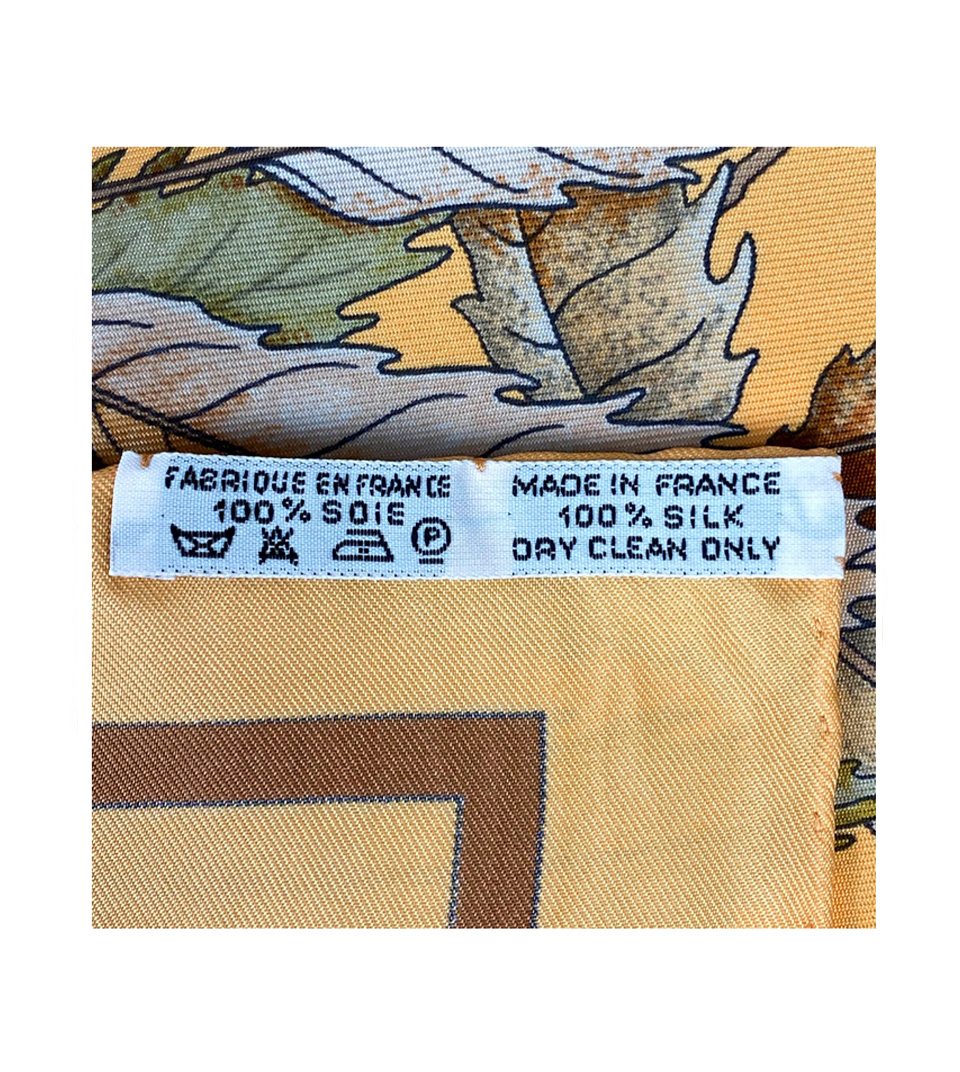 FABRIQUE EN FRANCE
100% SOIE
P
MADE IN FRANCE
100% SILK
DRY CLEAN ONLY